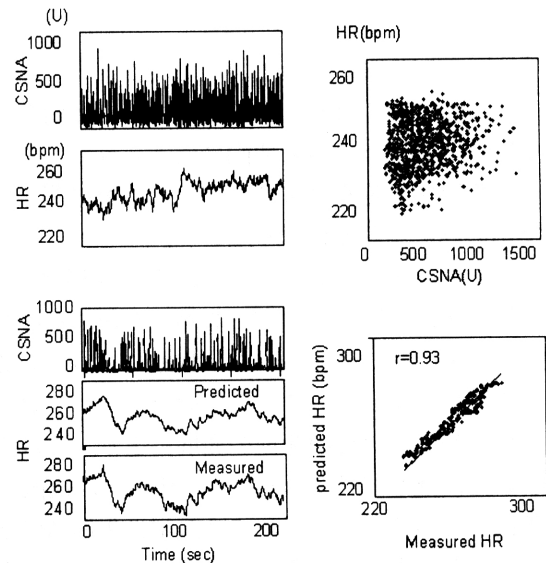 (U)
1000
500
0
CSNA
(bpm)
260
240
220
HR
HR(bpm)
260
240
220
0 500 1000 1500
CSNA(U)
1000
500
0
CSNA
280
260
240
Predicted
HR
280
260
240
Measured
0 100 200
Time (sec)
300
r=0.93
predicted HR (bpm)
220
220 300
Measured HR